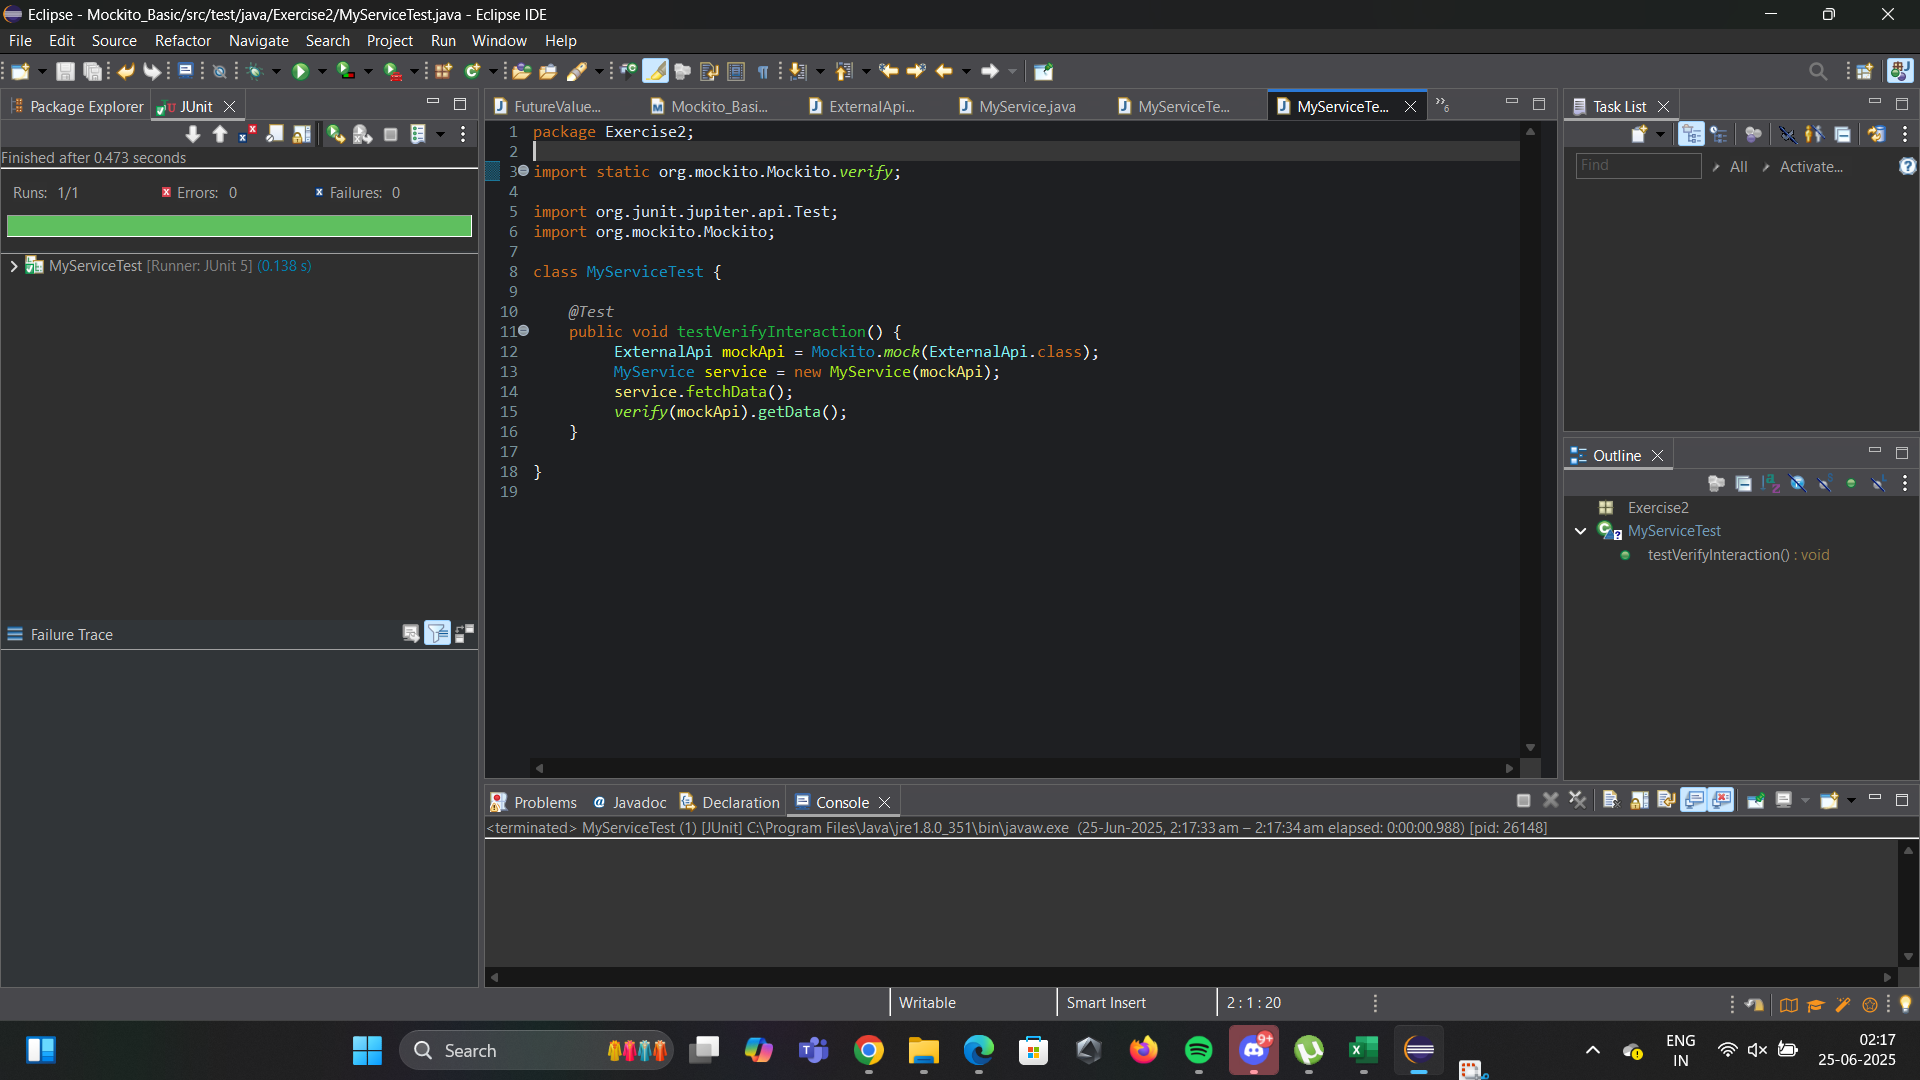 Eclipse - Mockito_Basic/src/test/java/Exercise2/MyServiceTest.java - Eclipse IDE
File Edit Source Refactor Navigate Search Project Run Window Help
Package Explorer JUnit
Finished after 0.473 seconds
Runs: 1/1 Errors: 0 Failures: 0
MyServiceTest [Runner: JUnit 5] (0.138 s)
Failure Trace
FutureValue... Mockito_Basi... ExternalApi... MyService.java MyServiceTe... MyServiceTe... »6
1 package Exercise2;
2
3 import static org.mockito.Mockito.verify;
4
5 import org.junit.jupiter.api.Test;
6 import org.mockito.Mockito;
7
8 class MyServiceTest {
9
10 @Test
11 public void testVerifyInteraction() {
12 ExternalApi mockApi = Mockito.mock(ExternalApi.class);
13 MyService service = new MyService(mockApi);
14 service.fetchData();
15 verify(mockApi).getData();
16 }
17
18 }
19
Task List
Find All Activate...
Outline
Exercise2
MyServiceTest
testVerifyInteraction() : void
Problems Javadoc Declaration Console
<terminated> MyServiceTest (1) [JUnit] C:\Program Files\Java\jre1.8.0_351\bin\javaw.exe (25-Jun-2025, 2:17:33 am – 2:17:34 am elapsed: 0:00:00.988) [pid: 26148]
Writable Smart Insert 2 : 1 : 20
Search
9+
ENG
IN
02:17
25-06-2025